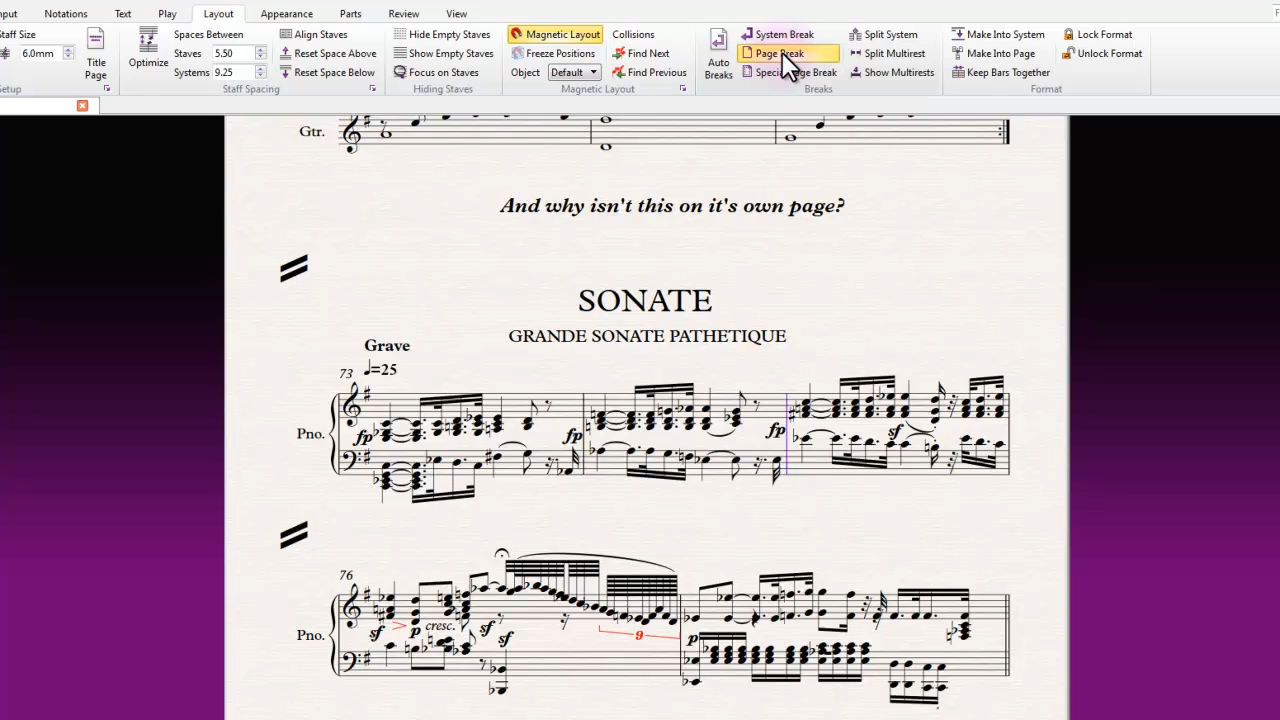 nput Notations Text Play Layout Appearance Parts Review View
Staff Size Spaces Between Align Staves Hide Empty Staves Magnetic Layout Collisions System Break Split System Make Into System Lock Format
6.0mm Title Page Optimize Staves 5.50 Reset Space Above Show Empty Staves Freeze Positions Find Next Auto Breaks Page Break Split Multirest Make Into Page Unlock Format
Systems 9.25 Reset Space Below Focus on Staves Object Default Find Previous Show Multirests Keep Bars Together
Setup Staff Spacing Hiding Staves Magnetic Layout Breaks Format
Gtr.
And why isn't this on it's own page?
SONATE
GRANDE SONATE PATHETIQUE
Grave
=25
73
Pno.
fp fp fp sf
76
Pno.
sf > p cresc. sf sf 9 p